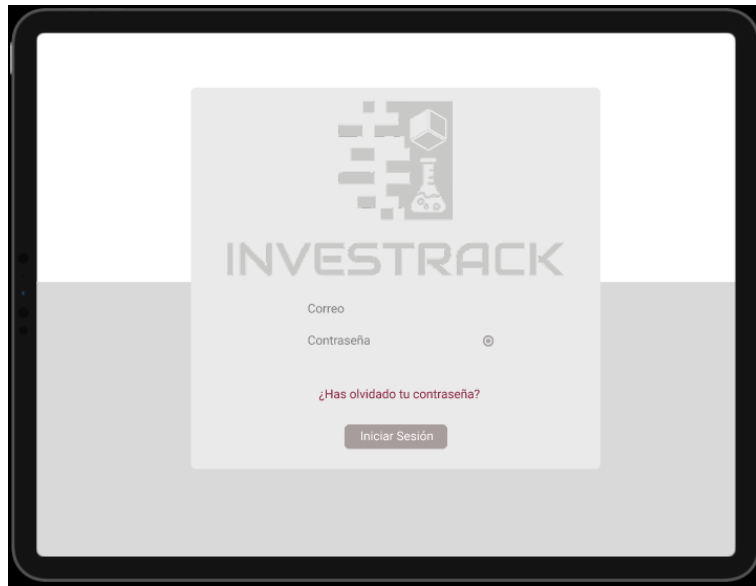 INVESTRACK
Correo
Contraseña
¿Has olvidado tu contraseña?
Iniciar Sesión